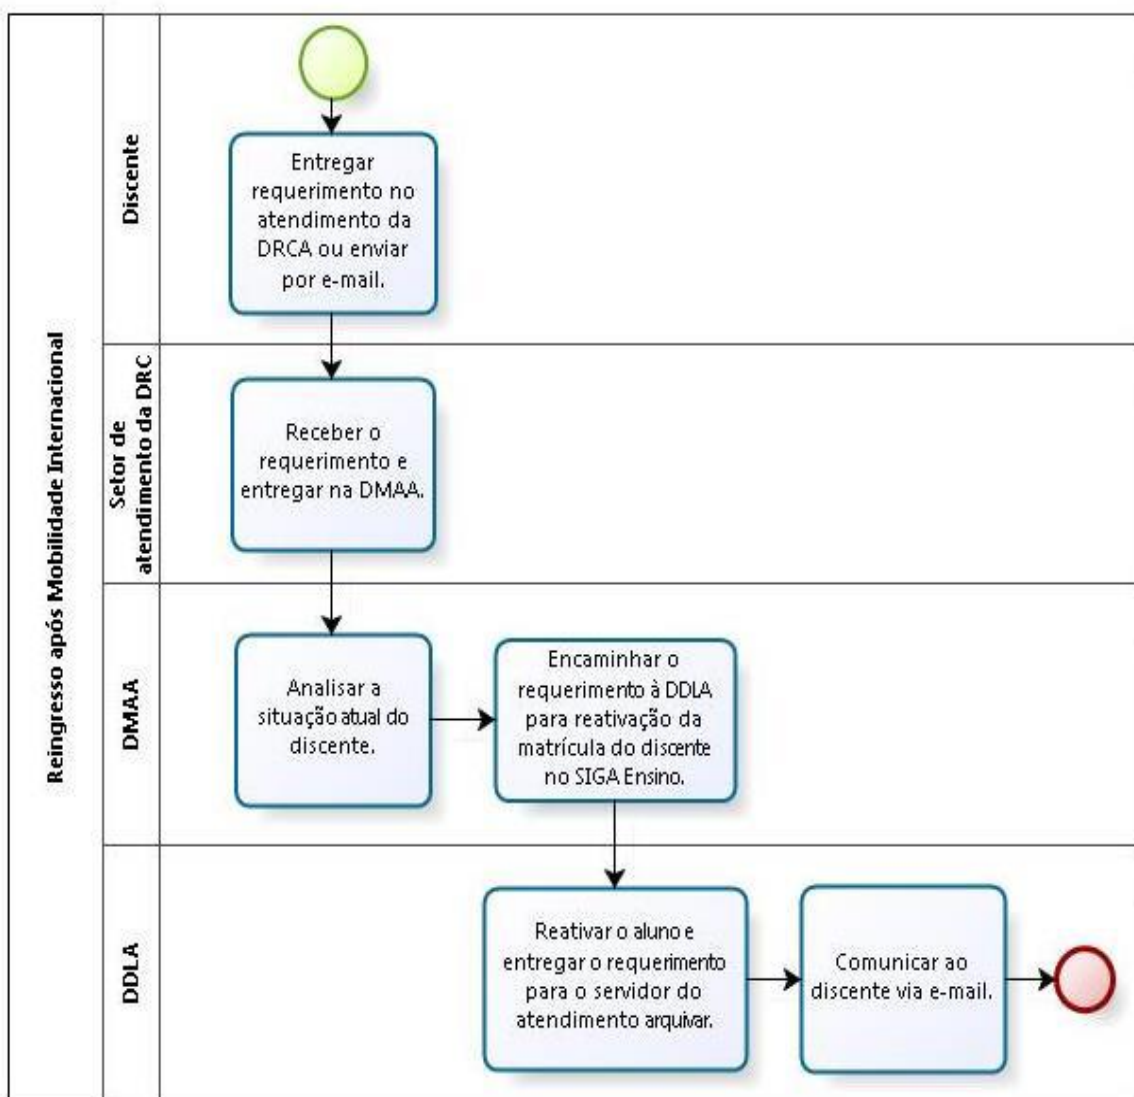 Reingresso após Mobilidade Internacional
Discente
Entregar
requerimento no
atendimento da
DRCA ou enviar
por e-mail.
Setor de
atendimento da DRC
Receber o
requerimento e
entregar na DMAA.
DMAA
Analisar a
situação atual do
discente.
Encaminhar o
requerimento à DDLA
para reativação da
matrícula do discente
no SIGA Ensino.
DDLA
Reativar o aluno e
entregar o requerimento
para o servidor do
atendimento arquivar.
Comunicar ao
discente via e-mail.